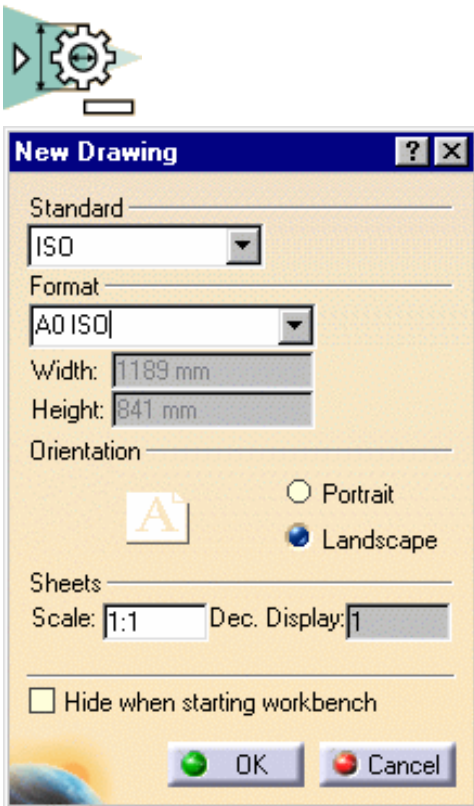 New Drawing ? X
Standard
ISO
Format
A0 ISO
Width: 1189 mm
Height: 841 mm
Orientation
A
Portrait
Landscape
Sheets
Scale: 1:1 Dec. Display: 1
Hide when starting workbench
OK Cancel